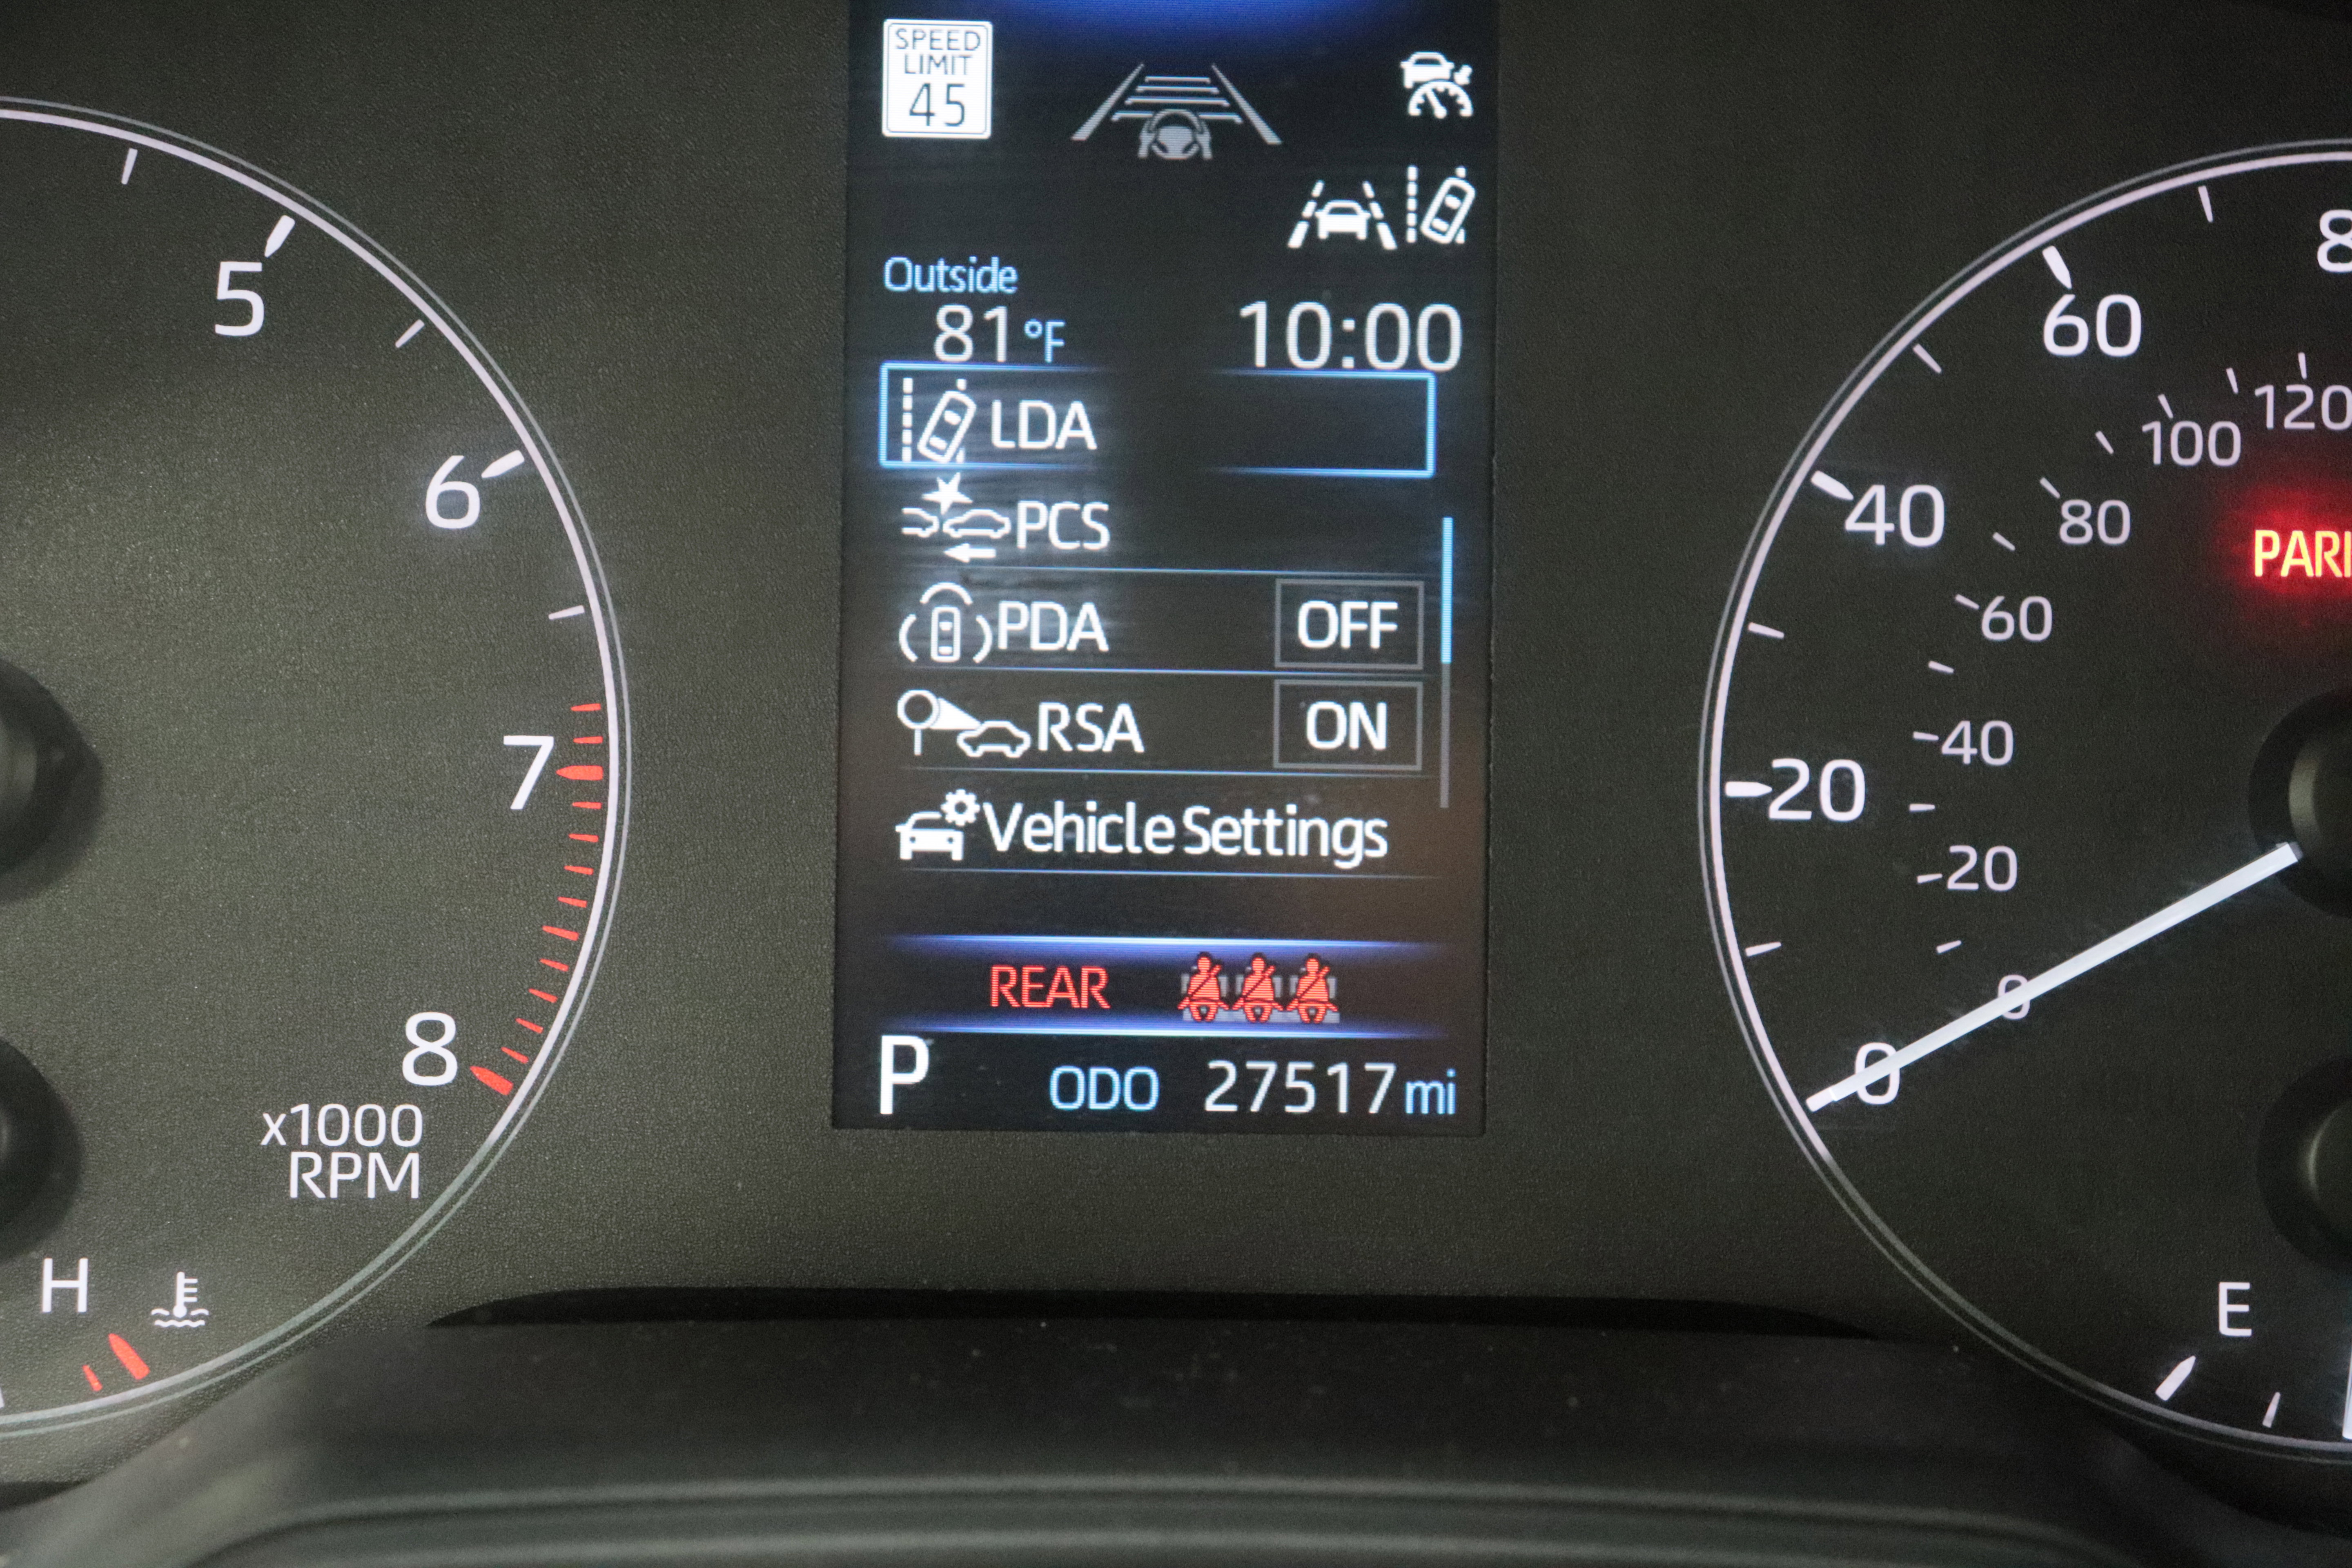 SPEED
LIMIT
45
Outside
81 °F
10:00
LDA
PCS
PDA OFF
RSA ON
Vehicle Settings
REAR
P ODO 27517 mi
5
6
7
8
x1000
RPM
H
8
60
40
20
0
120
100
80
60
40
20
0
E